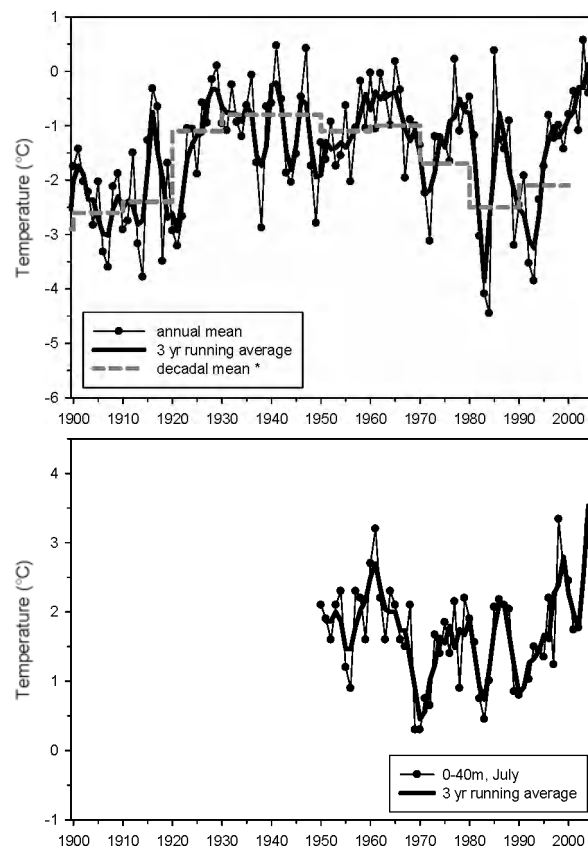 1
0
-1
-2
-3
-4
-5
-6
Temperature (°C)
annual mean
3 yr running average
decadal mean *
1900 1910 1920 1930 1940 1950 1960 1970 1980 1990 2000
4
3
2
1
0
-1
Temperature (°C)
0-40m, July
3 yr running average
1900 1910 1920 1930 1940 1950 1960 1970 1980 1990 2000